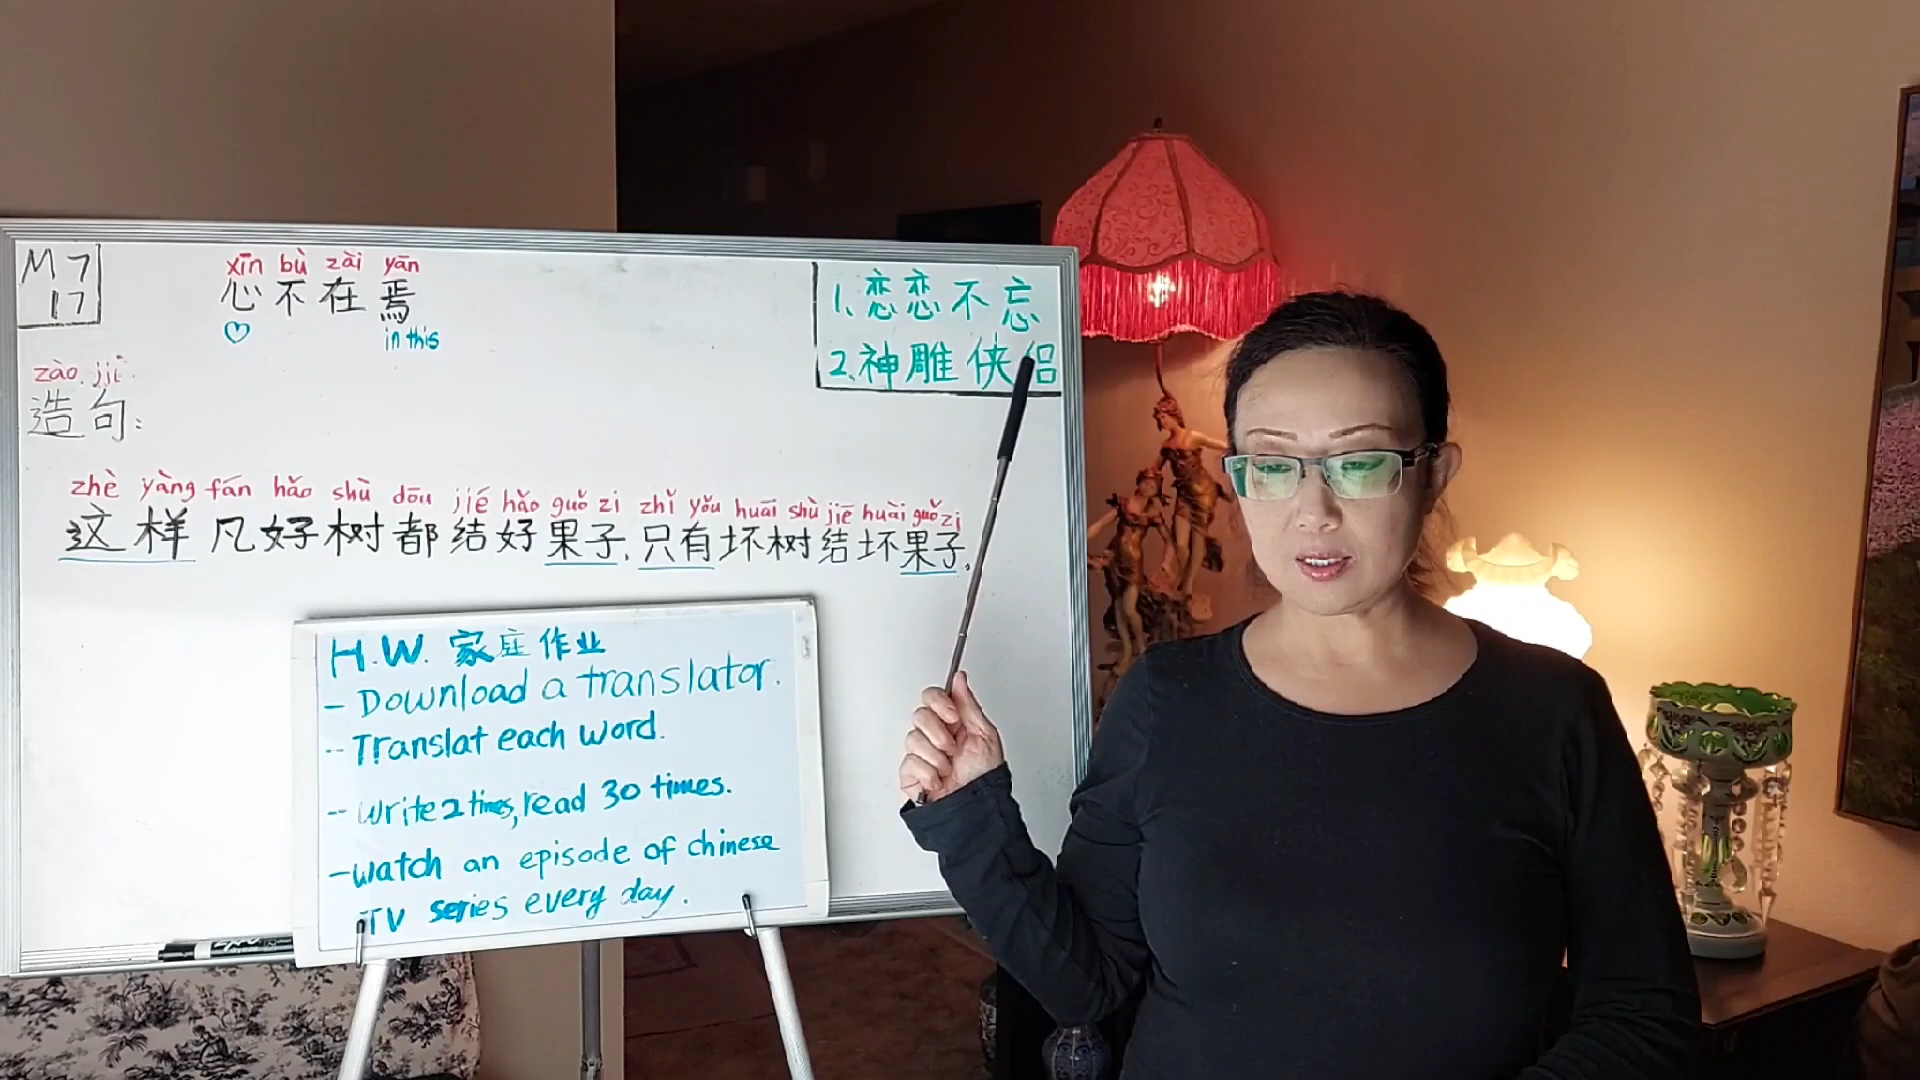 M 7
17
xīn bù zài yān
心不在焉
in this
1、恋恋不忘
2、神雕侠侣
zào jù
造句:
zhè yàng fán hǎo shù dōu jié hǎo guǒ zi zhǐ yǒu huài shù jiē huài guǒ zi
这样凡好树都结好果子,只有坏树结坏果子。
H.W. 家庭作业
- Download a translator.
-- Translat each word.
-- Write 2 times, read 30 times.
- Watch an episode of chinese
TV series every day.